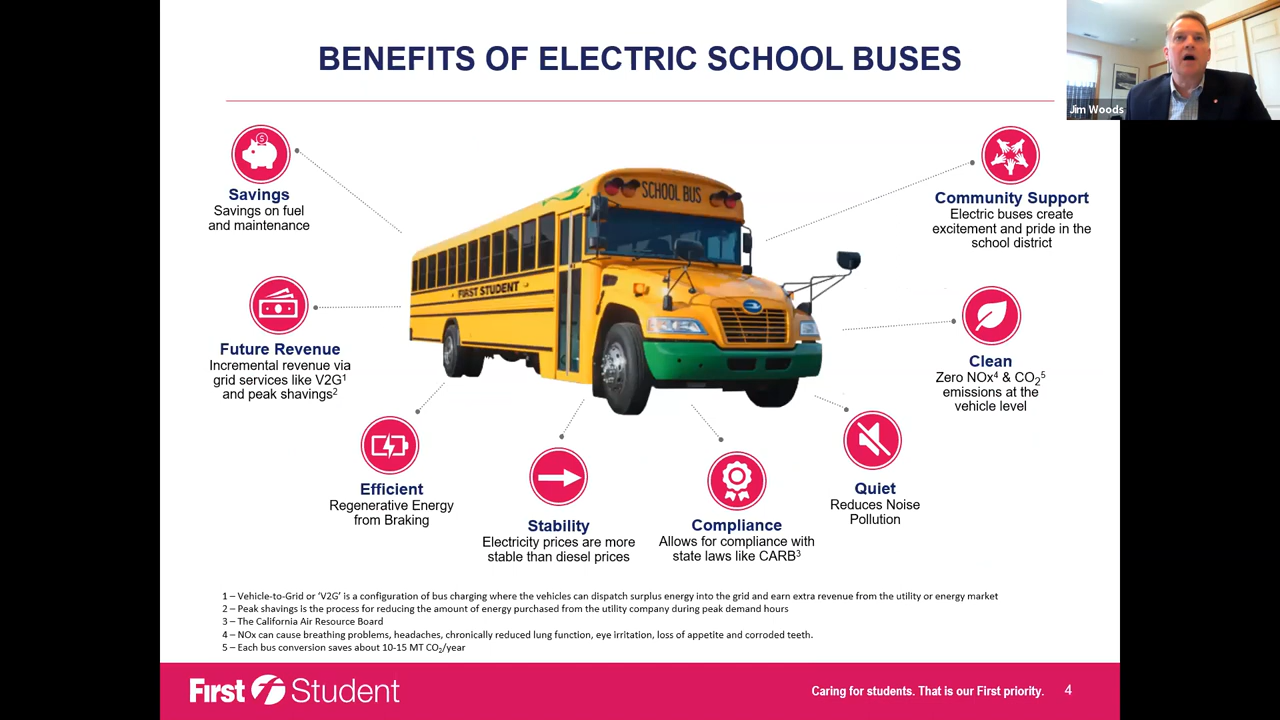 BENEFITS OF ELECTRIC SCHOOL BUSES
Jim Woods
Savings
Savings on fuel
and maintenance
Community Support
Electric buses create
excitement and pride in the
school district
SCHOOL BUS
FIRST STUDENT
Future Revenue
Incremental revenue via
grid services like V2G¹
and peak shavings²
Clean
Zero NOx⁴ & CO₂⁵
emissions at the
vehicle level
Efficient
Regenerative Energy
from Braking
Stability
Electricity prices are more
stable than diesel prices
Compliance
Allows for compliance with
state laws like CARB³
Quiet
Reduces Noise
Pollution
1 – Vehicle-to-Grid or ‘V2G’ is a configuration of bus charging where the vehicles can dispatch surplus energy into the grid and earn extra revenue from the utility or energy market
2 – Peak shavings is the process for reducing the amount of energy purchased from the utility company during peak demand hours
3 – The California Air Resource Board
4 – NOx can cause breathing problems, headaches, chronically reduced lung function, eye irritation, loss of appetite and corroded teeth.
5 – Each bus conversion saves about 10-15 MT CO₂/year
First Student
Caring for students. That is our First priority. 4